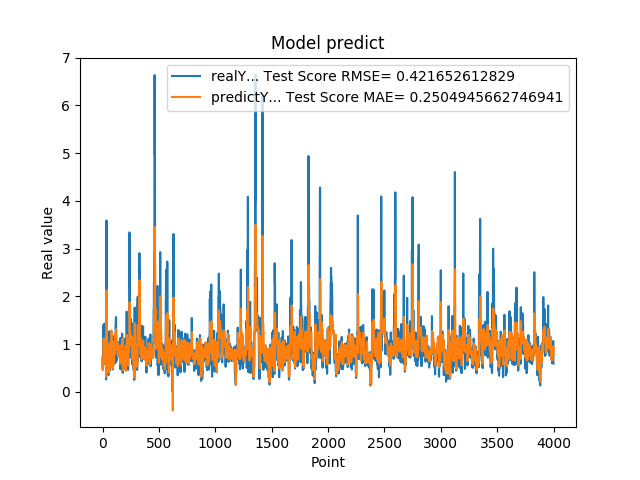 Model predict
realY... Test Score RMSE= 0.421652612829
predictY... Test Score MAE= 0.2504945662746941
7
6
5
4
3
2
1
0
Real value
0 500 1000 1500 2000 2500 3000 3500 4000
Point